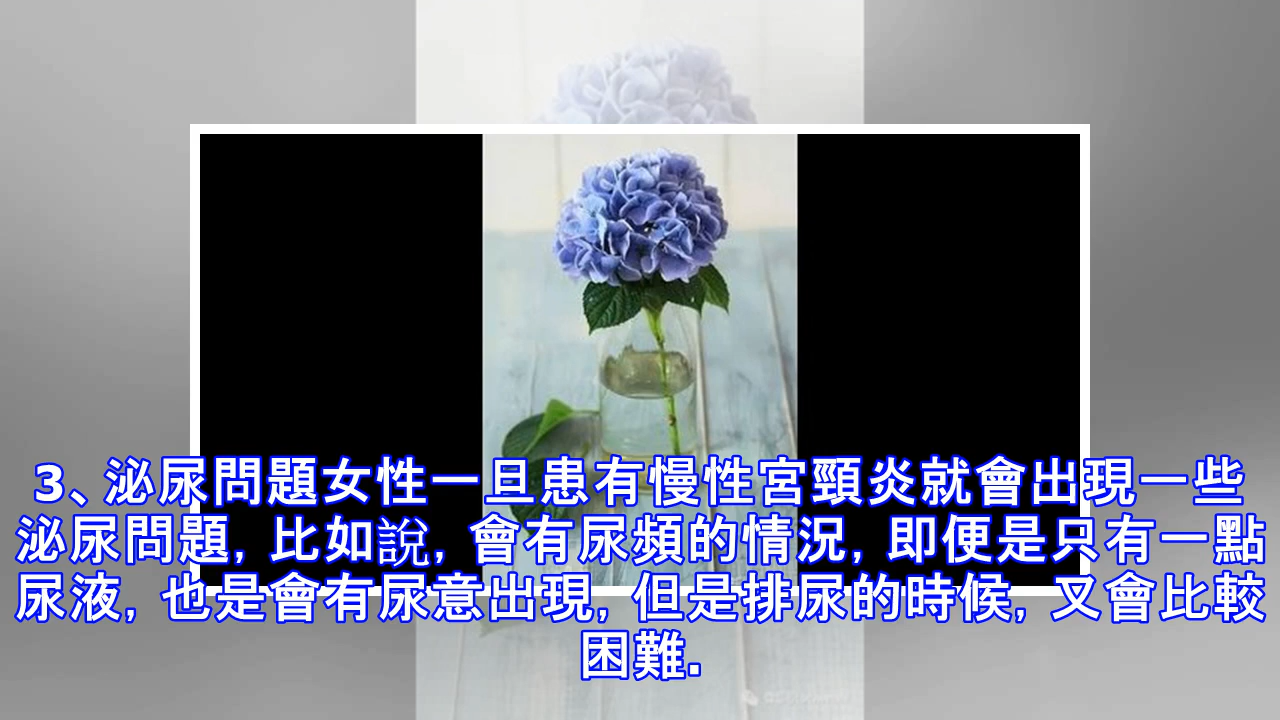 3、泌尿問題女性一旦患有慢性宮頸炎就會出現一些
泌尿問題, 比如說, 會有尿頻的情況, 即便是只有一點
尿液, 也是會有尿意出現, 但是排尿的時候, 又會比較
困難.